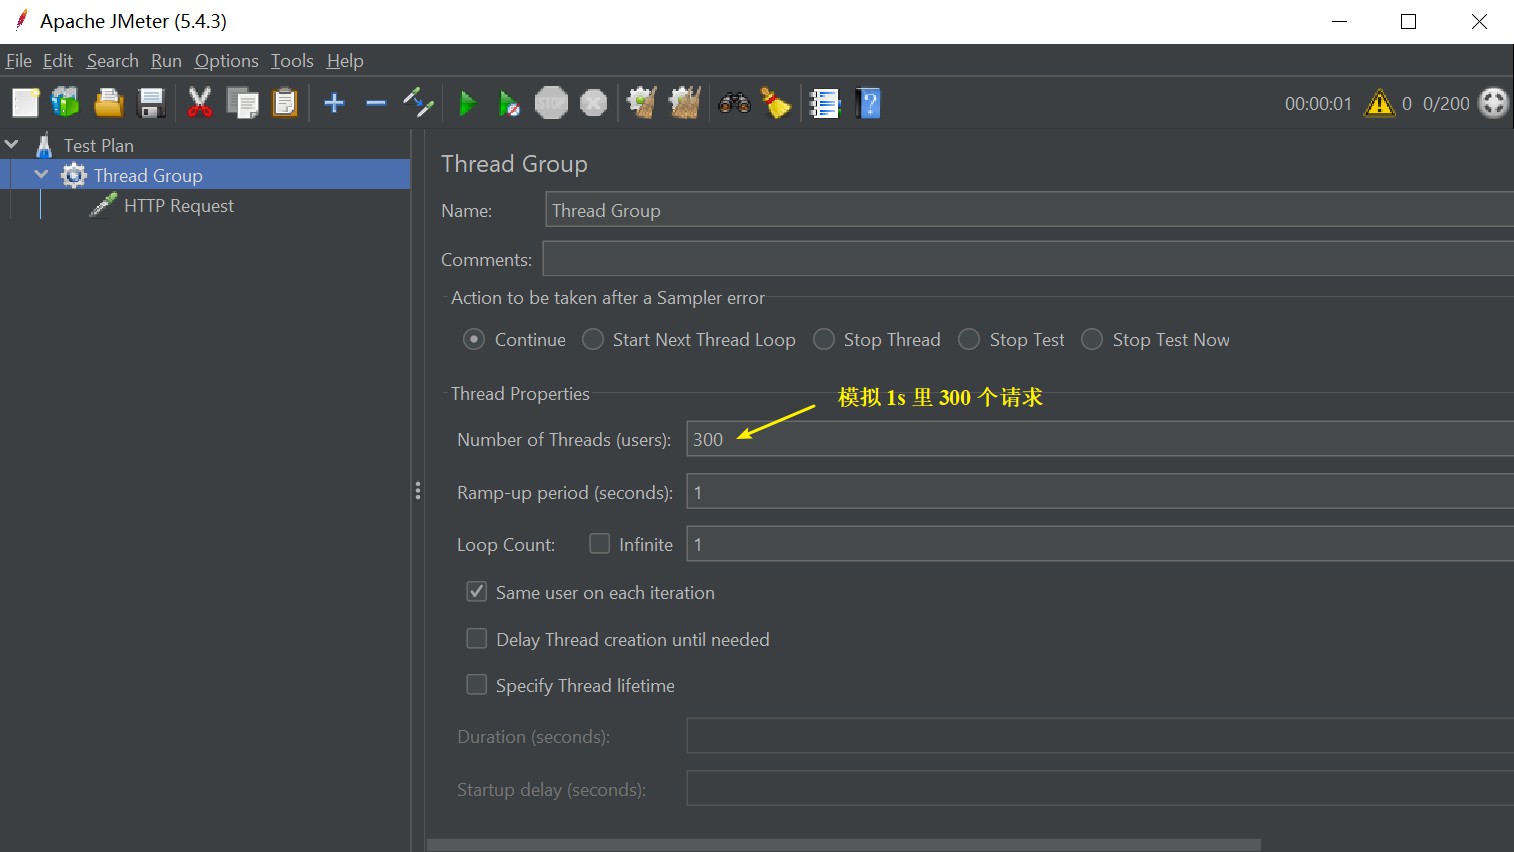 Apache JMeter (5.4.3)
File Edit Search Run Options Tools Help
STOP
00:00:01 0 0/200
Test Plan
Thread Group
HTTP Request
Thread Group
Name: Thread Group
Comments:
Action to be taken after a Sampler error
Continue Start Next Thread Loop Stop Thread Stop Test Stop Test Now
Thread Properties
模拟 1s 里 300 个请求
Number of Threads (users): 300
Ramp-up period (seconds): 1
Loop Count: Infinite 1
Same user on each iteration
Delay Thread creation until needed
Specify Thread lifetime
Duration (seconds):
Startup delay (seconds):